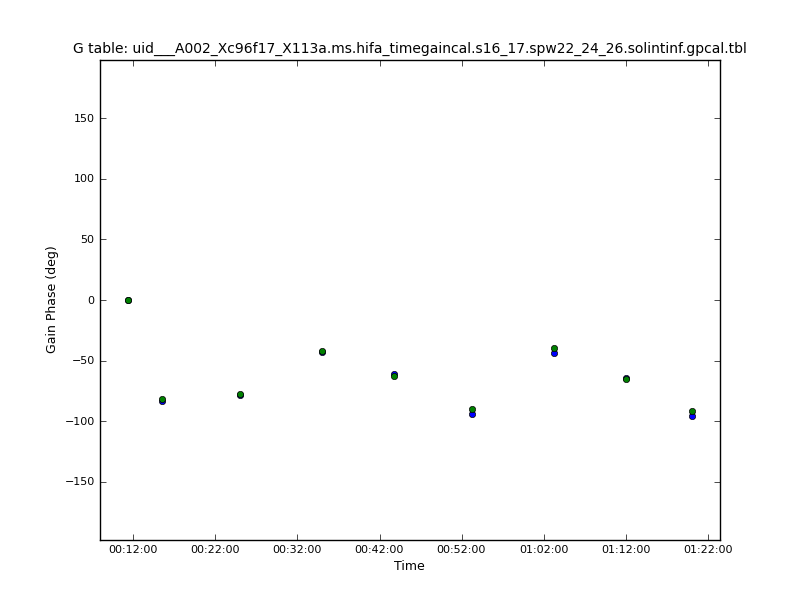 G table: uid___A002_Xc96f17_X113a.ms.hifa_timegaincal.s16_17.spw22_24_26.solintinf.gpcal.tbl
150
100
50
0
−50
−100
−150
Gain Phase (deg)
00:12:00 00:22:00 00:32:00 00:42:00 00:52:00 01:02:00 01:12:00 01:22:00
Time